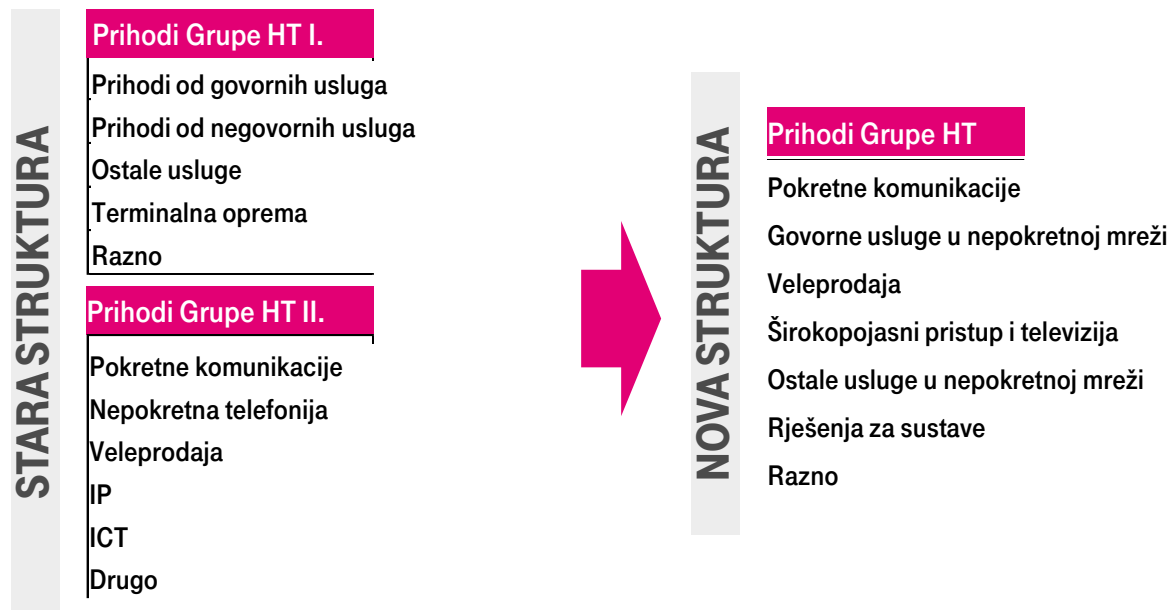 STARA STRUKTURA
Prihodi Grupe HT I.
Prihodi od govornih usluga
Prihodi od negovornih usluga
Ostale usluge
Terminalna oprema
Razno
Prihodi Grupe HT II.
Pokretne komunikacije
Nepokretna telefonija
Veleprodaja
IP
ICT
Drugo
NOVA STRUKTURA
Prihodi Grupe HT
Pokretne komunikacije
Govorne usluge u nepokretnoj mreži
Veleprodaja
Širokopojasni pristup i televizija
Ostale usluge u nepokretnoj mreži
Rješenja za sustave
Razno